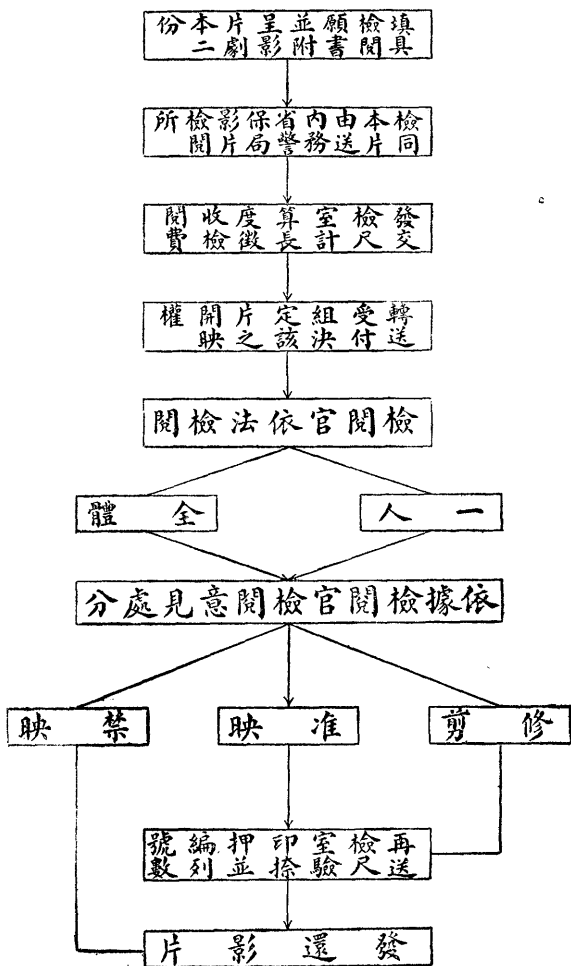 填具檢閱願書並附呈影片劇本二份
檢同本片由送內務省警保局影片檢閱所
發交檢尺室計算長度徵收檢閱費
轉送受付組決定該片之開映權
檢閱官依法檢閱
一人
全體
依據檢閱官檢閱意見處分
修剪
准映
禁映
再送檢尺室驗印捺押並編列號數
發還影片